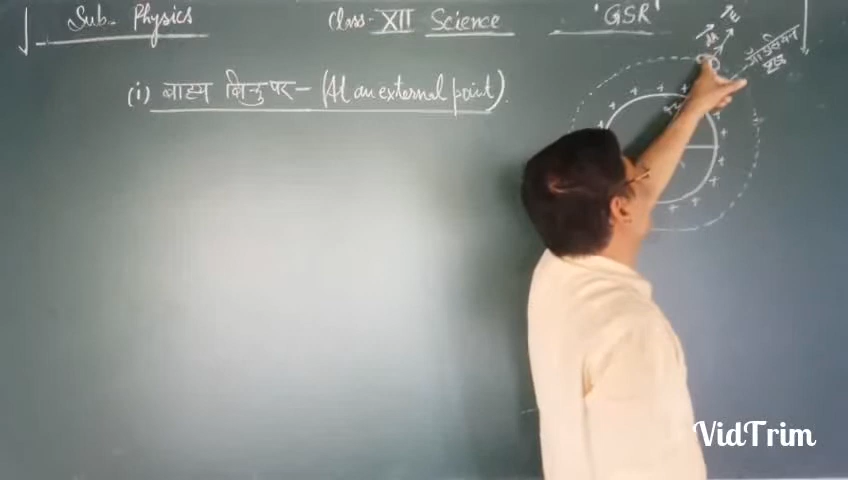 Sub. Physics
Class- XII Science
'GSR'
(i) बाह्य बिन्दु पर - (At an external point).
गॉउसियन
पृष्ठ
+ + + + + + + + + +
VidTrim